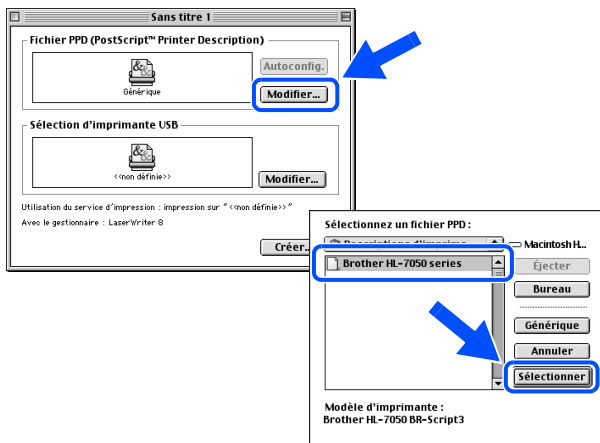 Sans titre 1
Fichier PPD (PostScript™ Printer Description)
Générique
Autoconfig.
Modifier...
Sélection d'imprimante USB
<<non définie>>
Modifier...
Utilisation du service d'impression : impression sur "<<non définie>>"
Avec le gestionnaire : LaserWriter 8
Créer..
Sélectionnez un fichier PPD :
Macintosh H...
Brother HL-7050 series
Éjecter
Bureau
Générique
Annuler
Sélectionner
Modèle d'imprimante :
Brother HL-7050 BR-Script3